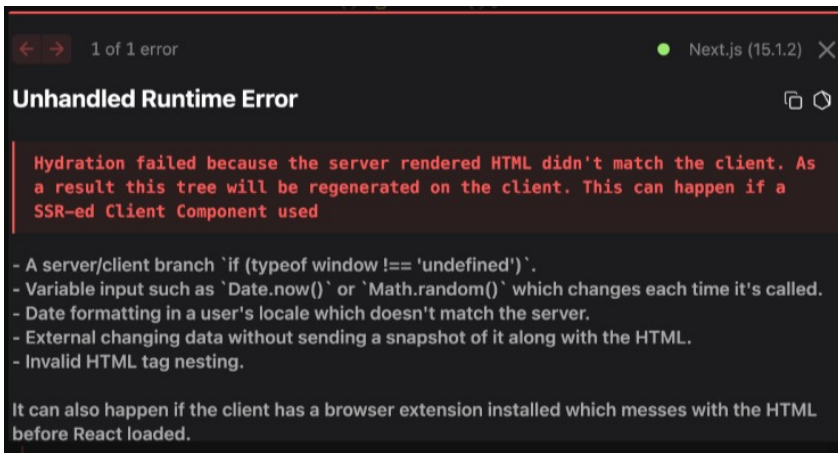 1 of 1 error
Next.js (15.1.2)
Unhandled Runtime Error
Hydration failed because the server rendered HTML didn't match the client. As
a result this tree will be regenerated on the client. This can happen if a
SSR-ed Client Component used
- A server/client branch `if (typeof window !== 'undefined')`.
- Variable input such as `Date.now()` or `Math.random()` which changes each time it's called.
- Date formatting in a user's locale which doesn't match the server.
- External changing data without sending a snapshot of it along with the HTML.
- Invalid HTML tag nesting.
It can also happen if the client has a browser extension installed which messes with the HTML
before React loaded.